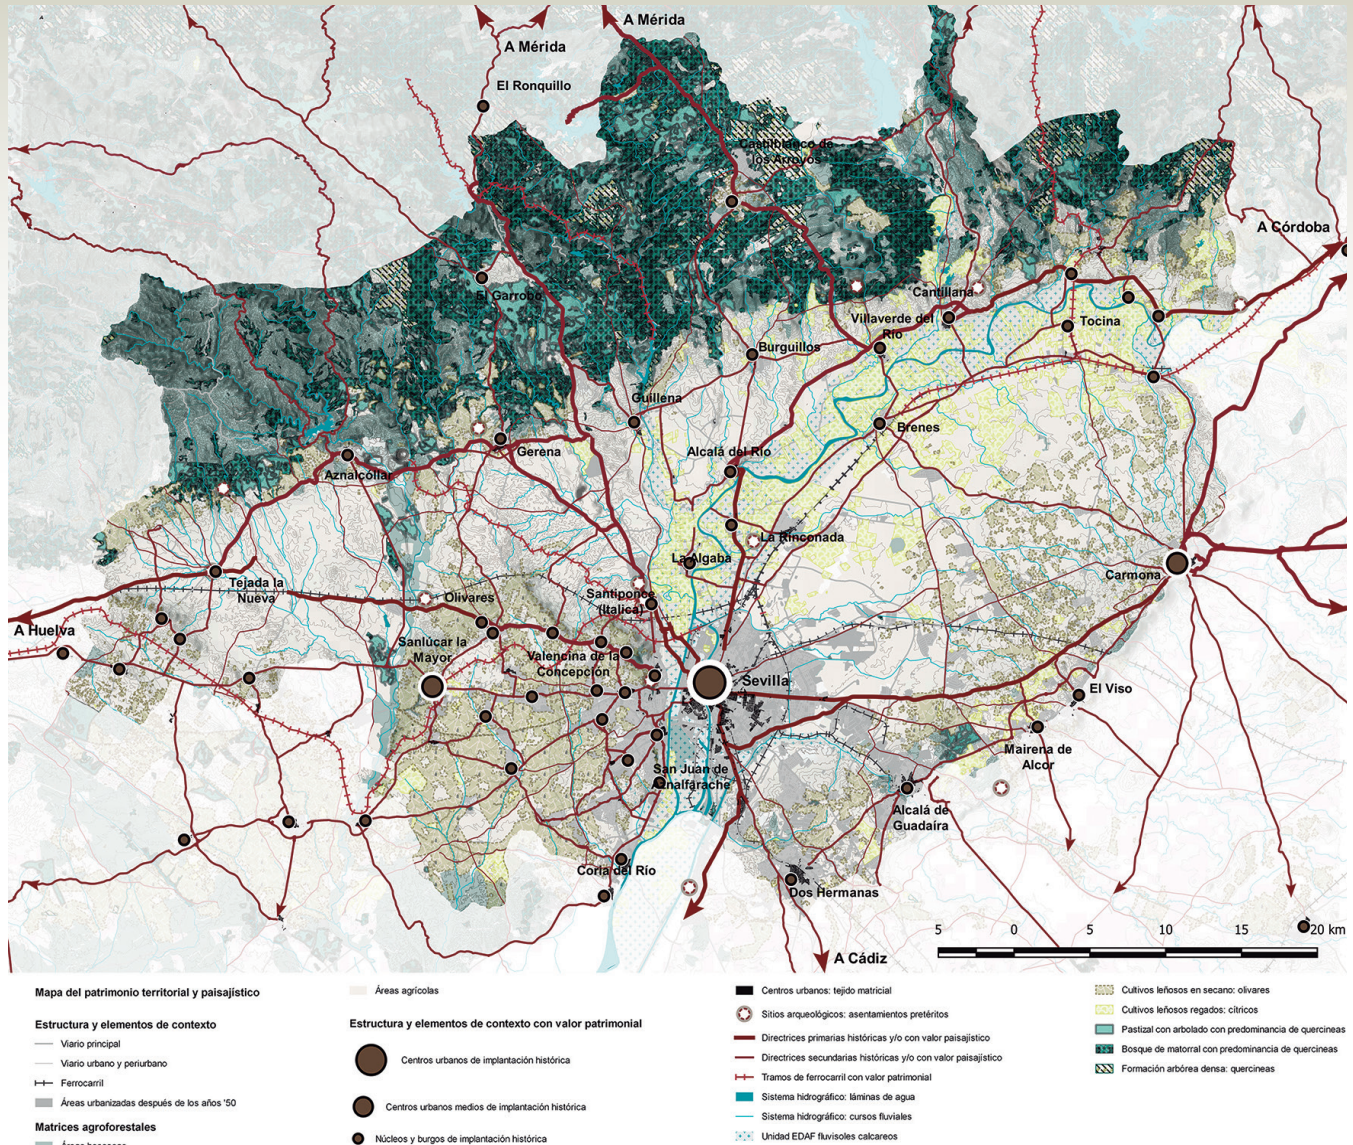 A Mérida
A Mérida
El Ronquillo
Castilblanco de
los Arroyos
A Córdoba
El Garrobo
Cantillana
Villaverde del
Río
Tocina
Burguillos
Guillena
Brenes
Gerena
Alcalá del Río
Aznalcóllar
La Rinconada
La Algaba
Carmona
Tejada la
Nueva
Olivares
Santiponce
(Italica)
A Huelva
Sanlúcar la
Mayor
Valencina de la
Concepción
Sevilla
El Viso
Mairena de
Alcor
San Juan de
Aznalfarache
Alcalá de
Guadaíra
Coria del Río
Dos Hermanas
A Cádiz
5 0 5 10 15 20 km
Mapa del patrimonio territorial y paisajístico
Estructura y elementos de contexto
Viario principal
Viario urbano y periurbano
Ferrocarril
Áreas urbanizadas después de los años '50
Matrices agroforestales
Áreas boscosas
Áreas agrícolas
Estructura y elementos de contexto con valor patrimonial
Centros urbanos de implantación histórica
Centros urbanos medios de implantación histórica
Núcleos y burgos de implantación histórica
Centros urbanos: tejido matricial
Sitios arqueológicos: asentamientos pretéritos
Directrices primarias históricas y/o con valor paisajístico
Directrices secundarias históricas y/o con valor paisajístico
Tramos de ferrocarril con valor patrimonial
Sistema hidrográfico: láminas de agua
Sistema hidrográfico: cursos fluviales
Unidad EDAF fluvisoles calcareos
Cultivos leñosos en secano: olivares
Cultivos leñosos regados: cítricos
Pastizal con arbolado con predominancia de quercineas
Bosque de matorral con predominancia de quercineas
Formación arbórea densa: quercineas